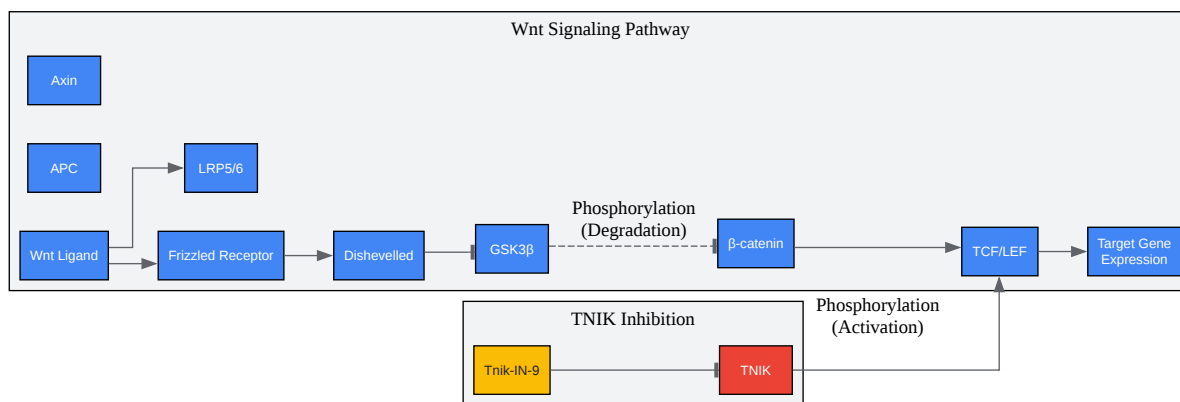 Wnt Signaling Pathway
Axin
APC
LRP5/6
Wnt Ligand
Frizzled Receptor
Dishevelled
GSK3β
Phosphorylation
(Degradation)
β-catenin
TCF/LEF
Target Gene
Expression
TNIK Inhibition
Phosphorylation
(Activation)
Tnik-IN-9
TNIK